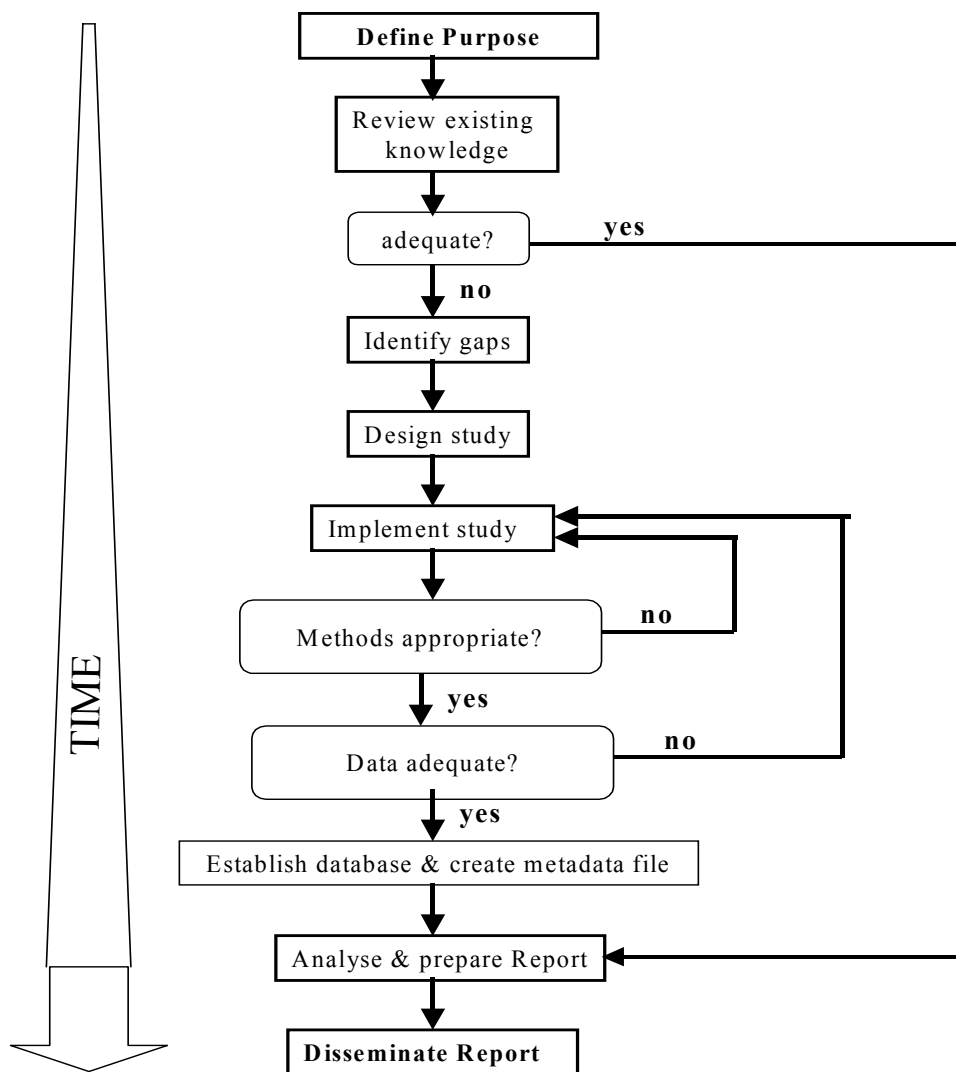 Define Purpose
Review existing
knowledge
adequate?
yes
no
Identify gaps
Design study
Implement study
Methods appropriate?
no
yes
Data adequate?
no
yes
Establish database & create metadata file
Analyse & prepare Report
Disseminate Report
TIME